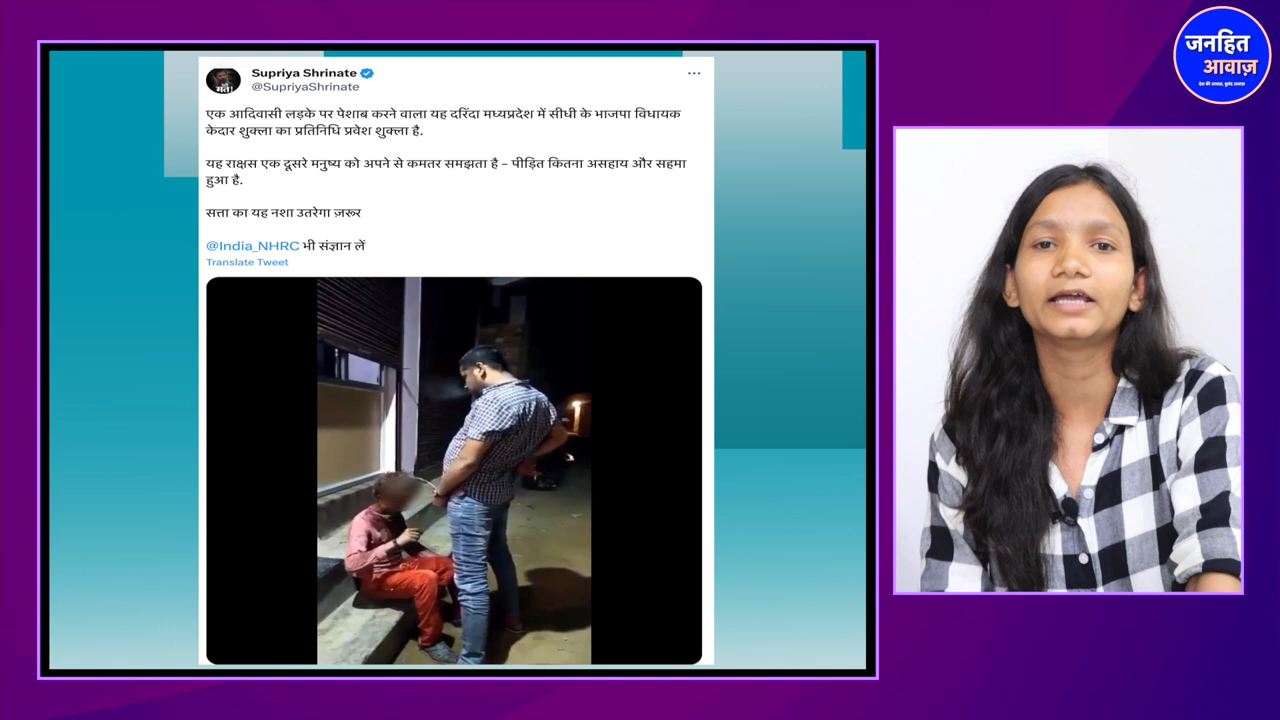 Supriya Shrinate
@SupriyaShrinate
एक आदिवासी लड़के पर पेशाब करने वाला यह दरिंदा मध्यप्रदेश में सीधी के भाजपा विधायक
केदार शुक्ला का प्रतिनिधि प्रवेश शुक्ला है.
यह राक्षस एक दूसरे मनुष्य को अपने से कमतर समझता है – पीड़ित कितना असहाय और सहमा
हुआ है.
सत्ता का यह नशा उतरेगा ज़रूर
@India_NHRC भी संज्ञान लें
Translate Tweet
जनहित
आवाज़